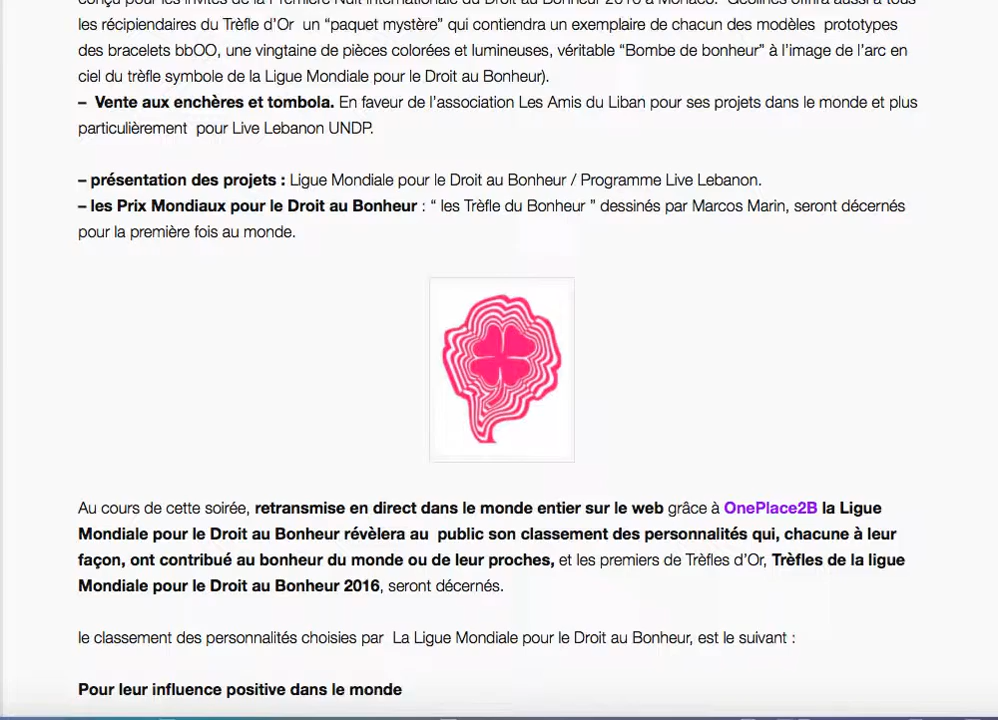 conçu pour les invités de la Première Nuit Internationale du Droit au Bonheur 2016 à Monaco. Géolines offrira aussi à tous
les récipiendaires du Trèfle d’Or un “paquet mystère” qui contiendra un exemplaire de chacun des modèles prototypes
des bracelets bbOO, une vingtaine de pièces colorées et lumineuses, véritable “Bombe de bonheur” à l’image de l’arc en
ciel du trèfle symbole de la Ligue Mondiale pour le Droit au Bonheur).
– Vente aux enchères et tombola. En faveur de l’association Les Amis du Liban pour ses projets dans le monde et plus
particulièrement pour Live Lebanon UNDP.
– présentation des projets : Ligue Mondiale pour le Droit au Bonheur / Programme Live Lebanon.
– les Prix Mondiaux pour le Droit au Bonheur : “ les Trèfle du Bonheur ” dessinés par Marcos Marin, seront décernés
pour la première fois au monde.
Au cours de cette soirée, retransmise en direct dans le monde entier sur le web grâce à OnePlace2B la Ligue
Mondiale pour le Droit au Bonheur révèlera au public son classement des personnalités qui, chacune à leur
façon, ont contribué au bonheur du monde ou de leur proches, et les premiers de Trèfles d’Or, Trèfles de la ligue
Mondiale pour le Droit au Bonheur 2016, seront décernés.
le classement des personnalités choisies par La Ligue Mondiale pour le Droit au Bonheur, est le suivant :
Pour leur influence positive dans le monde